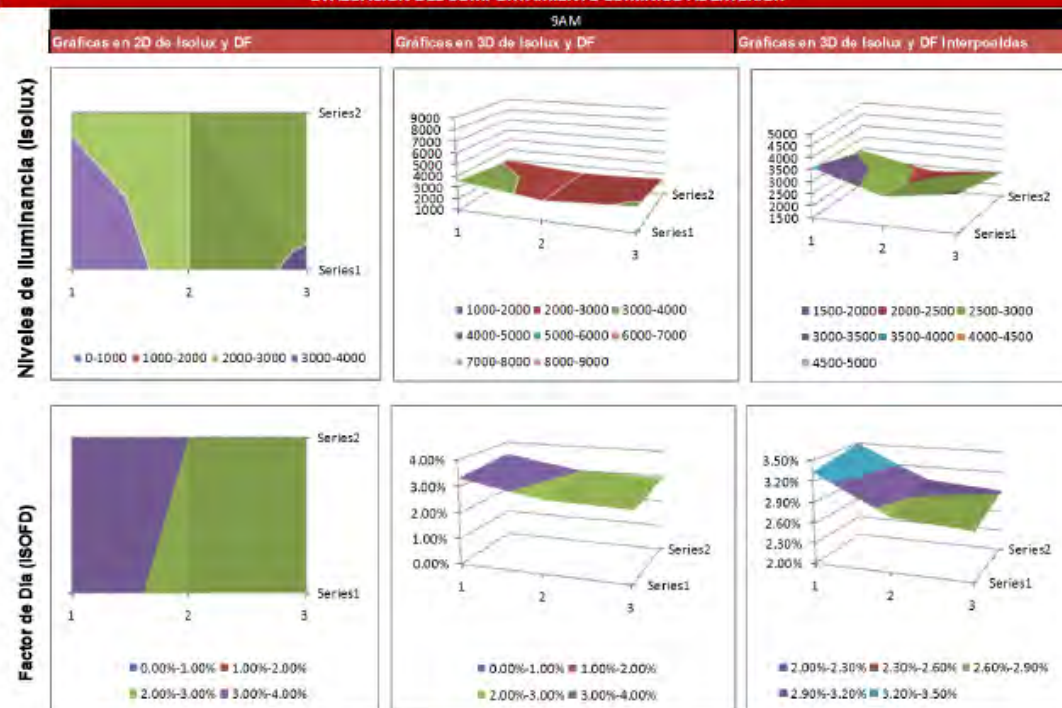 9AM
Gráficas en 2D de Isolux y DF
Gráficas en 3D de Isolux y DF
Gráficas en 3D de Isolux y DF Interpoaldas
Niveles de Iluminancia (Isolux)
Series2
Series1
1 2 3
0-1000 1000-2000 2000-3000 3000-4000
9000
8000
7000
6000
5000
4000
3000
2000
1000
Series2
Series1
1
2
3
1000-2000 2000-3000 3000-4000
4000-5000 5000-6000 6000-7000
7000-8000 8000-9000
5000
4500
4000
3500
3000
2500
2000
1500
Series2
Series1
1
2
3
1500-2000 2000-2500 2500-3000
3000-3500 3500-4000 4000-4500
4500-5000
Factor de Día (ISOFD)
Series2
Series1
1 2 3
0.00%-1.00% 1.00%-2.00%
2.00%-3.00% 3.00%-4.00%
4.00%
3.00%
2.00%
1.00%
0.00%
Series2
Series1
1
2
3
0.00%-1.00% 1.00%-2.00%
2.00%-3.00% 3.00%-4.00%
3.50%
3.20%
2.90%
2.60%
2.30%
2.00%
Series2
Series1
1
2
3
2.00%-2.30% 2.30%-2.60% 2.60%-2.90%
2.90%-3.20% 3.20%-3.50%